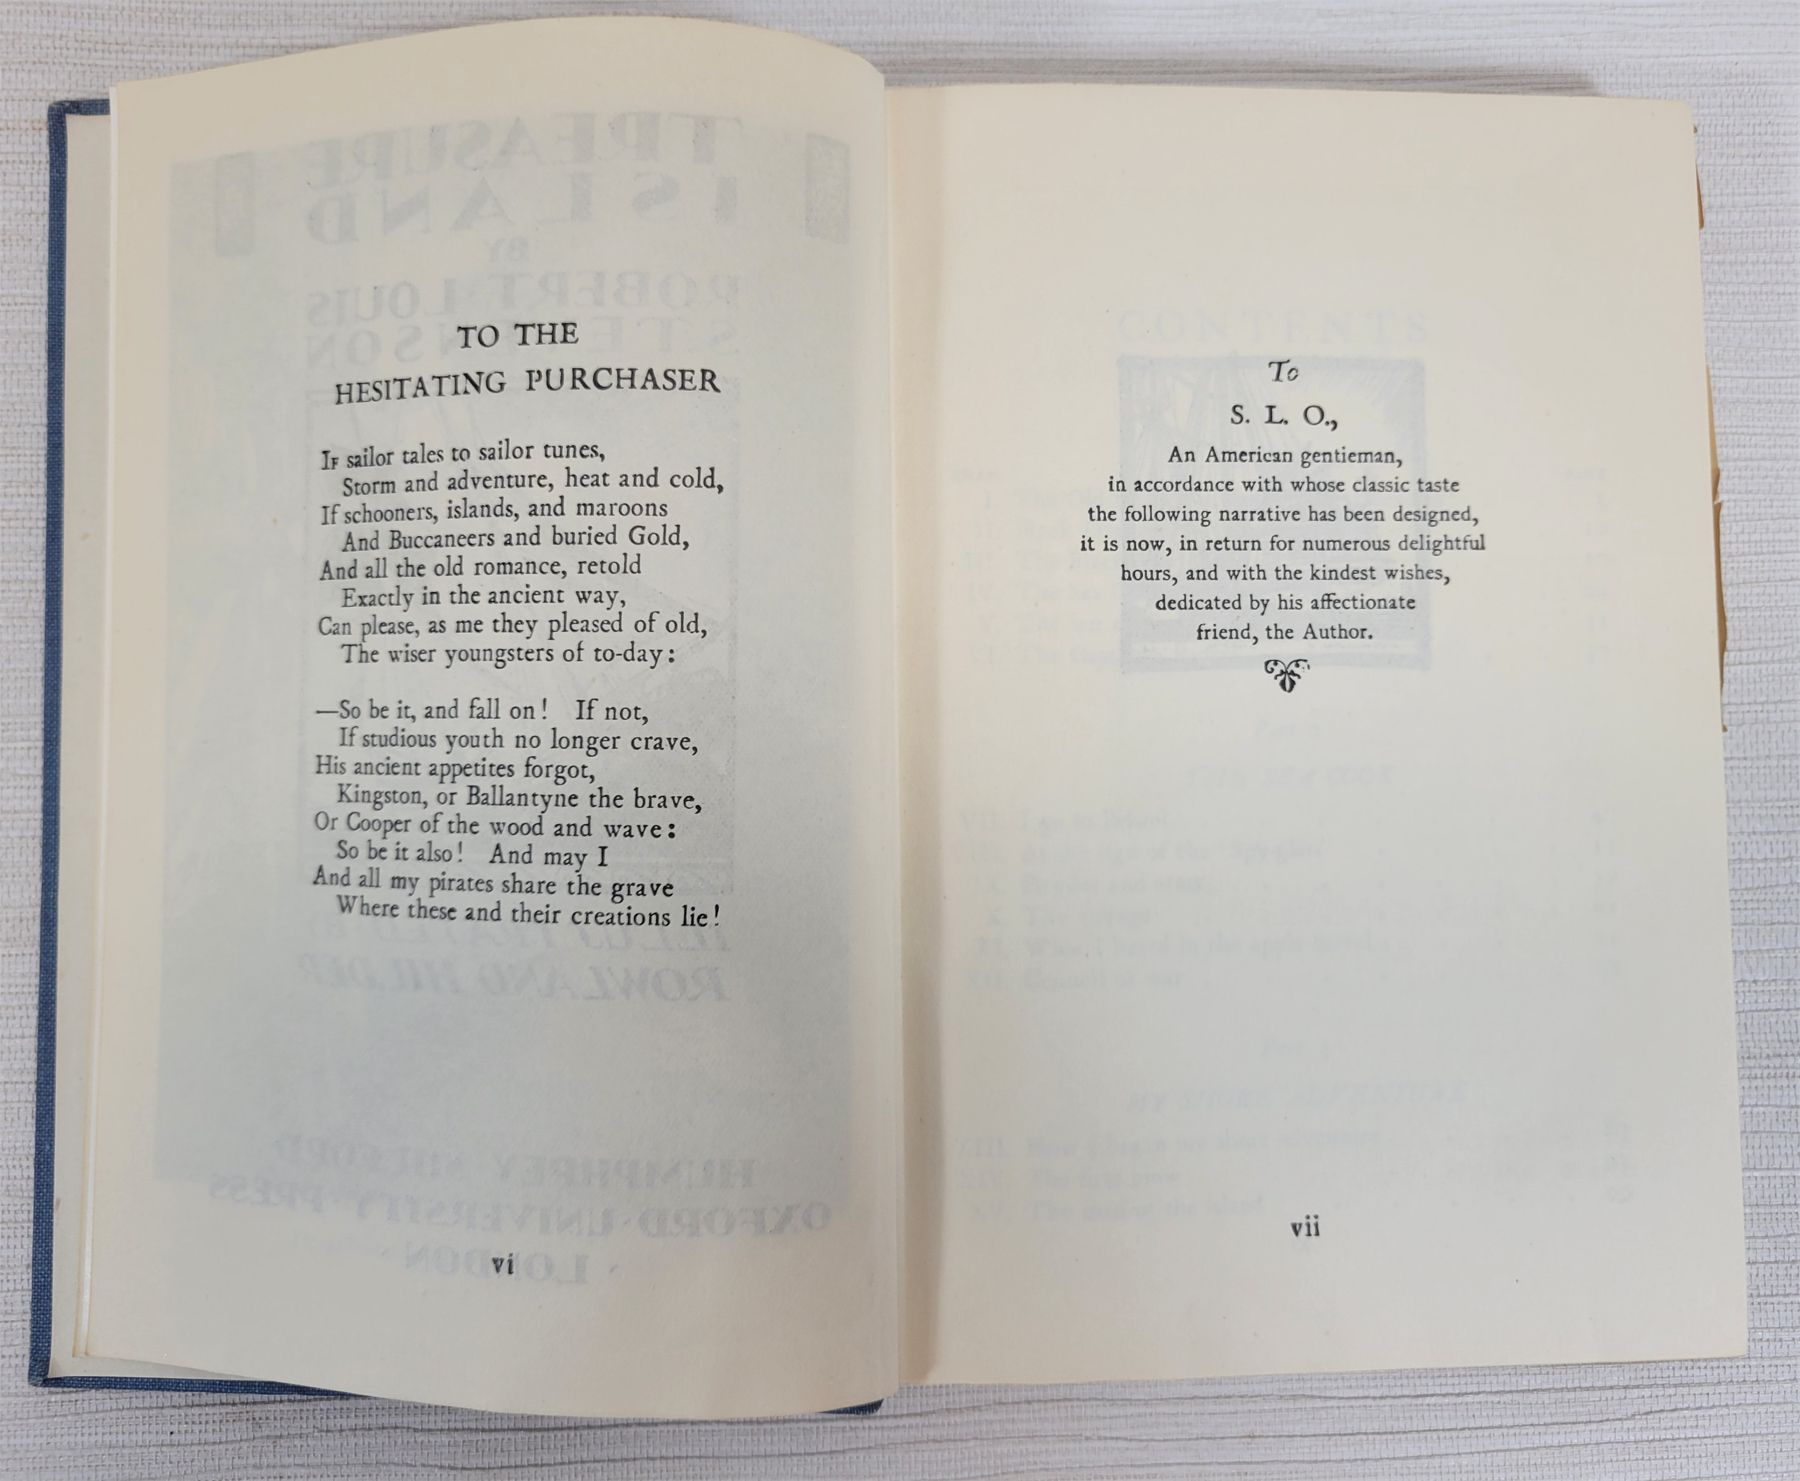 TO THE
HESITATING PURCHASER
IF sailor tales to sailor tunes,
Storm and adventure, heat and cold,
If schooners, islands, and maroons
And Buccaneers and buried Gold,
And all the old romance, retold
Exactly in the ancient way,
Can please, as me they pleased of old,
The wiser youngsters of to-day:
—So be it, and fall on! If not,
If studious youth no longer crave,
His ancient appetites forgot,
Kingston, or Ballantyne the brave,
Or Cooper of the wood and wave:
So be it also! And may I
And all my pirates share the grave
Where these and their creations lie!
vi
To
S. L. O.,
An American gentieman,
in accordance with whose classic taste
the following narrative has been designed,
it is now, in return for numerous delightful
hours, and with the kindest wishes,
dedicated by his affectionate
friend, the Author.
vii